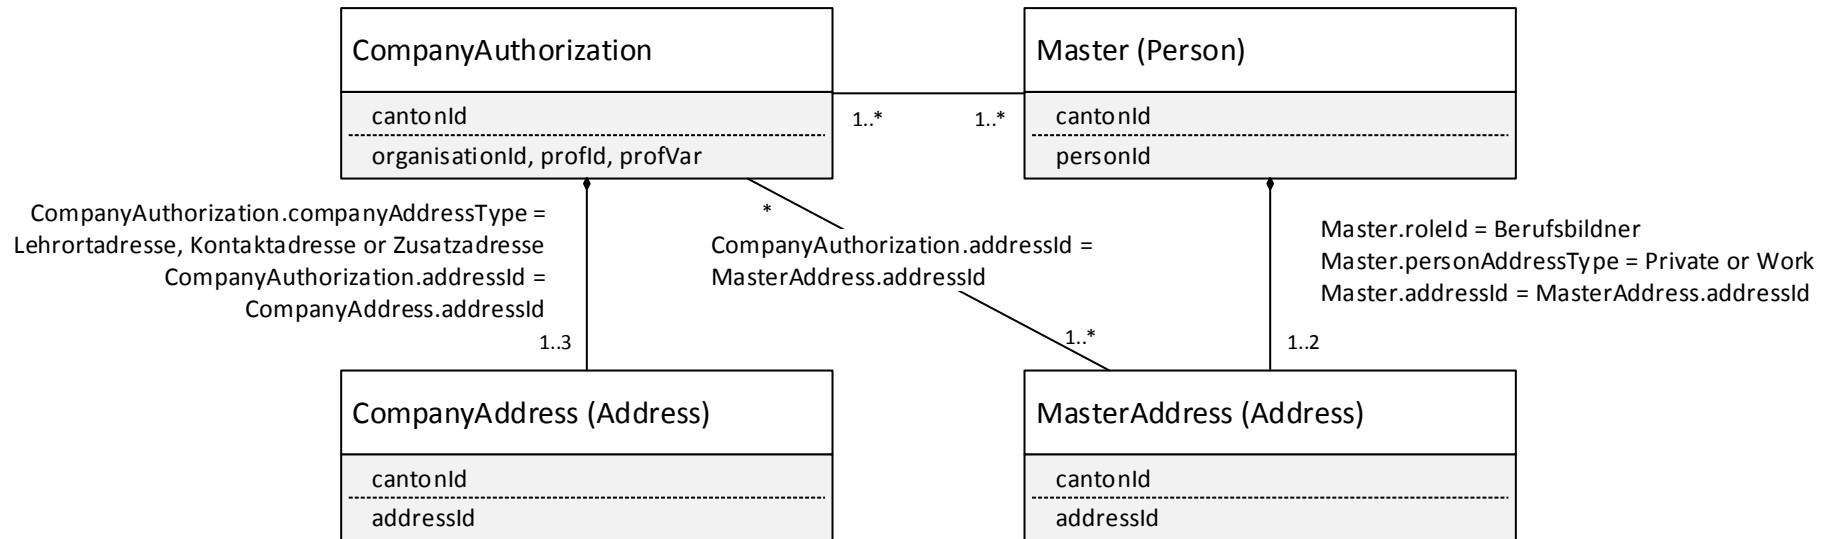 CompanyAuthorization
cantonId
organisationId, profId, profVar
Master (Person)
cantonId
personId
1..*
1..*
CompanyAuthorization.companyAddressType =
Lehrortadresse, Kontaktadresse or Zusatzadresse
CompanyAuthorization.addressId =
CompanyAddress.addressId
1..3
*
CompanyAuthorization.addressId =
MasterAddress.addressId
1..*
Master.roleId = Berufsbildner
Master.personAddressType = Private or Work
Master.addressId = MasterAddress.addressId
1..2
CompanyAddress (Address)
cantonId
addressId
MasterAddress (Address)
cantonId
addressId